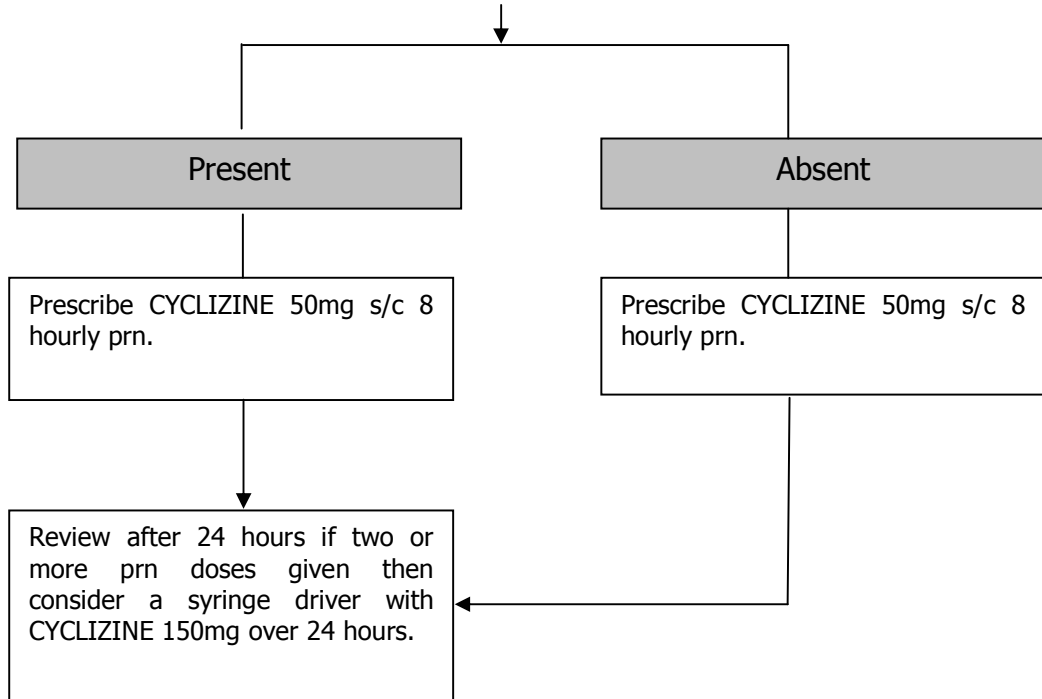 Present
Absent
Prescribe CYCLIZINE 50mg s/c 8
hourly prn.
Prescribe CYCLIZINE 50mg s/c 8
hourly prn.
Review after 24 hours if two or
more prn doses given then
consider a syringe driver with
CYCLIZINE 150mg over 24 hours.